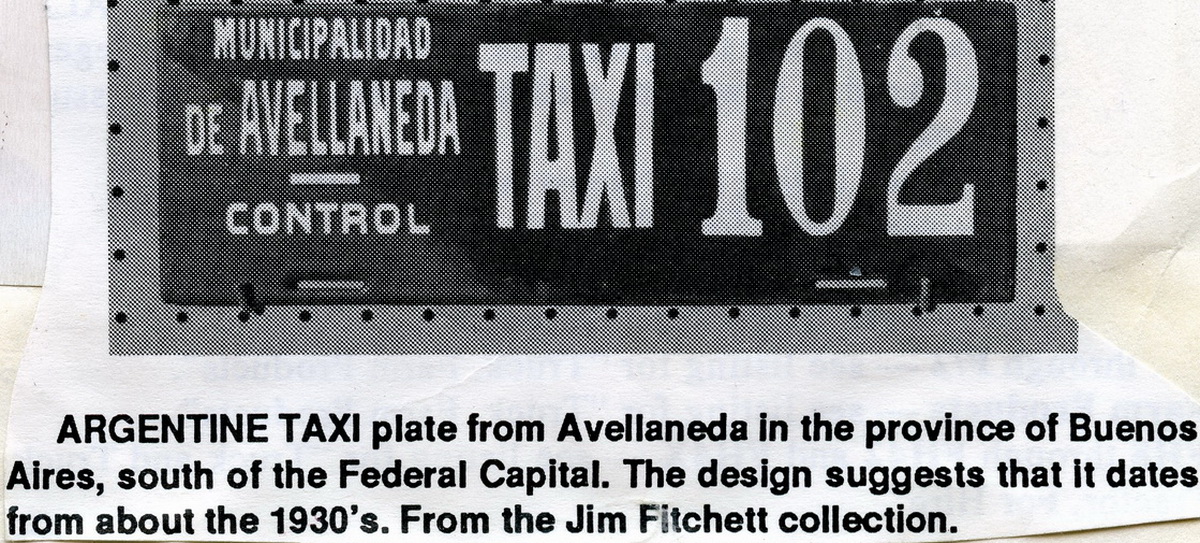 MUNICIPALIDAD
DE AVELLANEDA
CONTROL
TAXI 102
ARGENTINE TAXI plate from Avellaneda in the province of Buenos
Aires, south of the Federal Capital. The design suggests that it dates
from about the 1930's. From the Jim Fitchett collection.